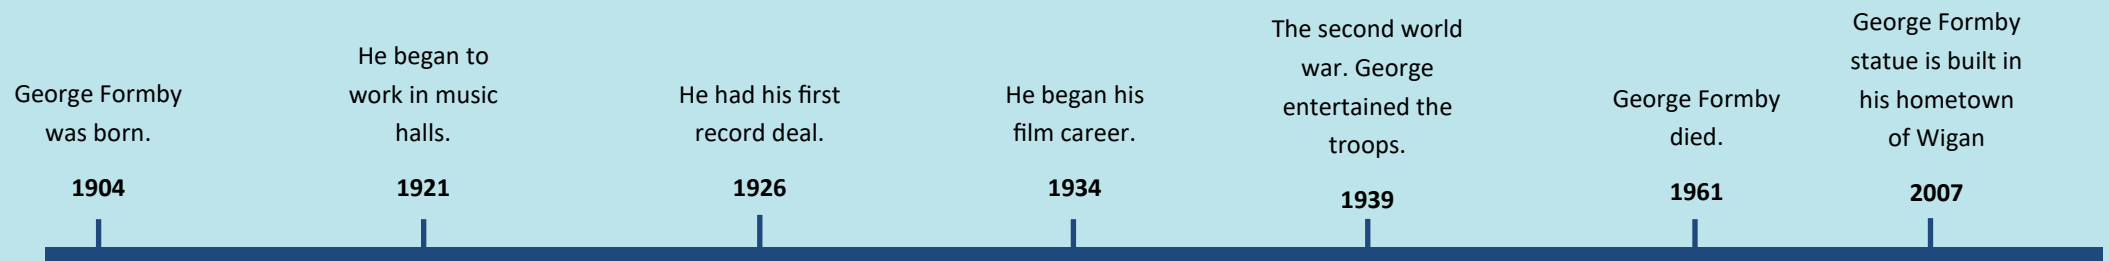 George Formby
was born.
1904
He began to
work in music
halls.
1921
He had his first
record deal.
1926
He began his
film career.
1934
The second world
war. George
entertained the
troops.
1939
George Formby
died.
1961
George Formby
statue is built in
his hometown
of Wigan
2007